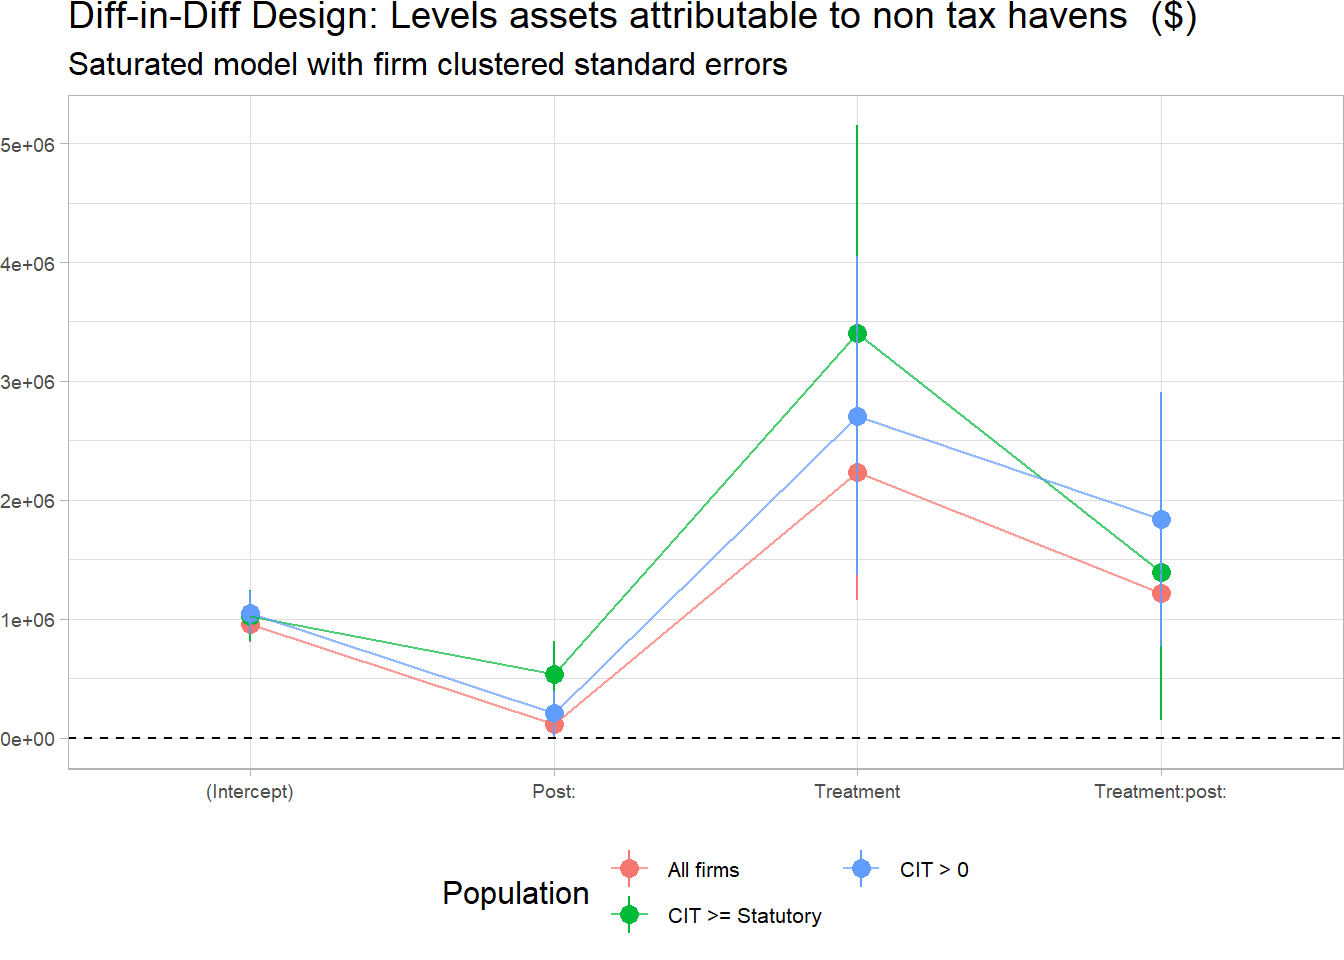 Diff-in-Diff Design: Levels assets attributable to non tax havens  ($)
Saturated model with firm clustered standard errors
5e+06
4e+06
3e+06
2e+06
1e+06
0e+00
(Intercept) Post: Treatment Treatment:post:
Population
All firms
CIT > 0
CIT >= Statutory